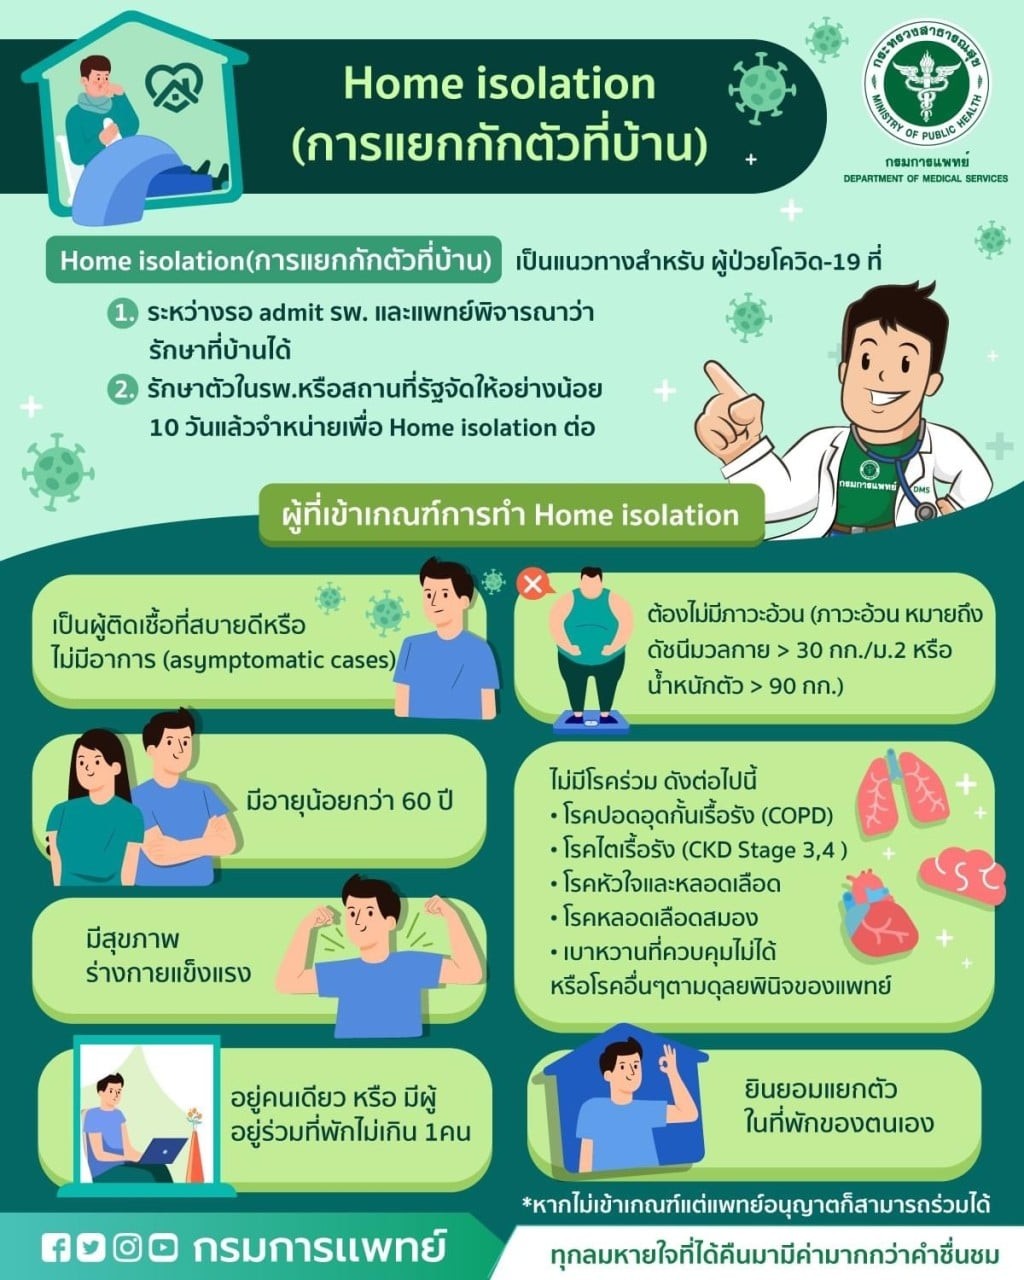 Home isolation
(การแยกกักตัวที่บ้าน)
กระทรวงสาธารณสุข
MINISTRY OF PUBLIC HEALTH
กรมการแพทย์
DEPARTMENT OF MEDICAL SERVICES
Home isolation(การแยกกักตัวที่บ้าน) เป็นแนวทางสำหรับ ผู้ป่วยโควิด-19 ที่
1. ระหว่างรอ admit รพ. และแพทย์พิจารณาว่า
รักษาที่บ้านได้
2. รักษาตัวในรพ.หรือสถานที่รัฐจัดให้อย่างน้อย
10 วันแล้วจำหน่ายเพื่อ Home isolation ต่อ
กรมการแพทย์
DMS
ผู้ที่เข้าเกณฑ์การทำ Home isolation
เป็นผู้ติดเชื้อที่สบายดีหรือ
ไม่มีอาการ (asymptomatic cases)
ต้องไม่มีภาวะอ้วน (ภาวะอ้วน หมายถึง
ดัชนีมวลกาย > 30 กก./ม.2 หรือ
น้ำหนักตัว > 90 กก.)
มีอายุน้อยกว่า 60 ปี
ไม่มีโรคร่วม ดังต่อไปนี้
• โรคปอดอุดกั้นเรื้อรัง (COPD)
• โรคไตเรื้อรัง (CKD Stage 3,4 )
• โรคหัวใจและหลอดเลือด
• โรคหลอดเลือดสมอง
• เบาหวานที่ควบคุมไม่ได้
หรือโรคอื่นๆตามดุลยพินิจของแพทย์
มีสุขภาพ
ร่างกายแข็งแรง
อยู่คนเดียว หรือ มีผู้
อยู่ร่วมที่พักไม่เกิน 1คน
ยินยอมแยกตัว
ในที่พักของตนเอง
*หากไม่เข้าเกณฑ์แต่แพทย์อนุญาตก็สามารถร่วมได้
กรมการแพทย์
ทุกลมหายใจที่ได้คืนมามีค่ามากกว่าคำชื่นชม